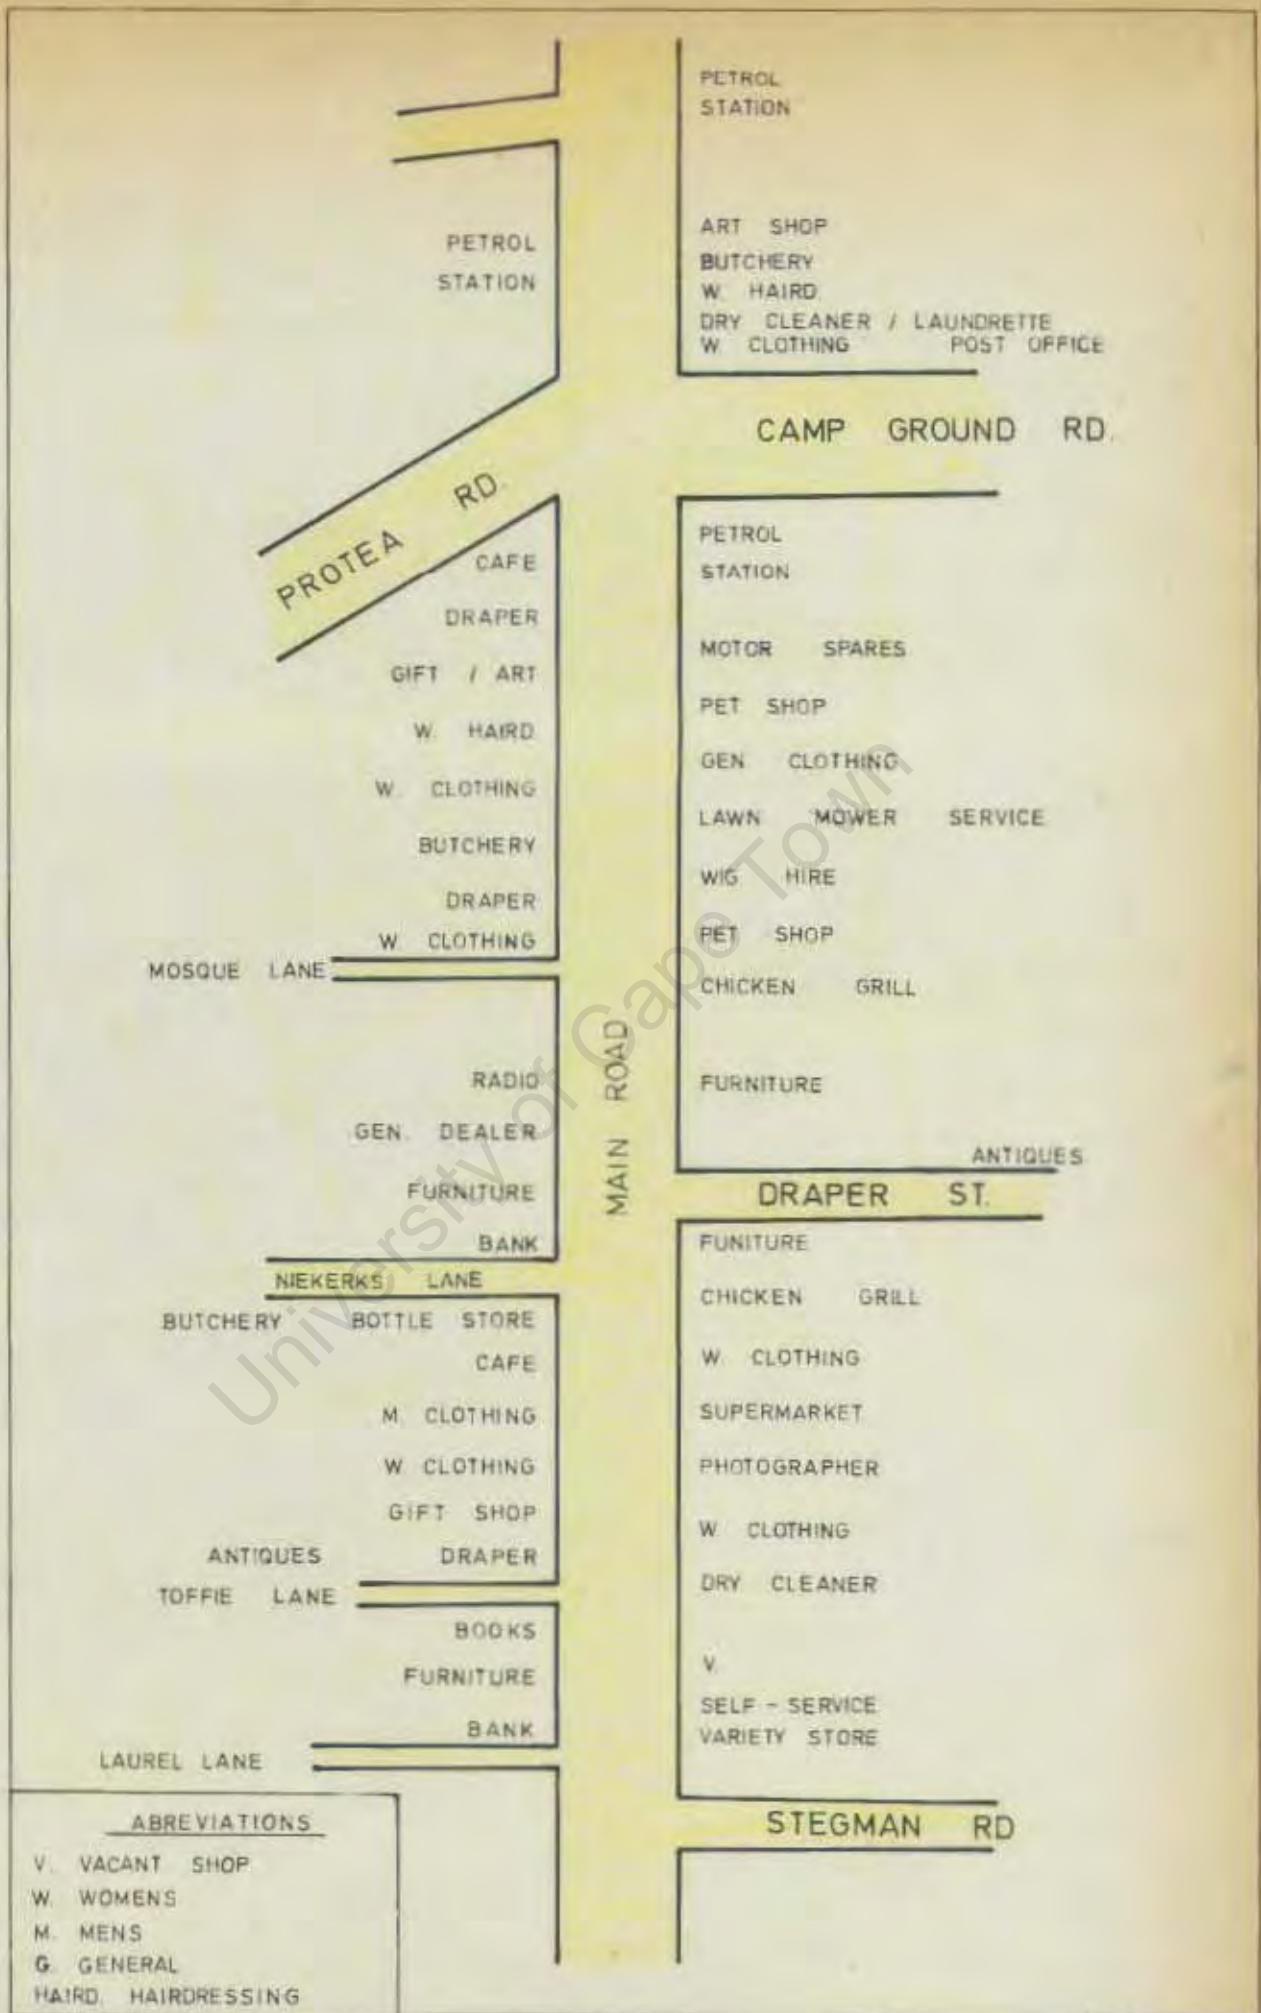 PETROL
STATION
ART SHOP
BUTCHERY
W. HAIRD
DRY CLEANER / LAUNDRETTE
W. CLOTHING POST OFFICE
PETROL
STATION
CAMP GROUND RD.
PROTEA RD.
CAFE
DRAPER
GIFT / ART
W. HAIRD
W. CLOTHING
BUTCHERY
DRAPER
W. CLOTHING
MOSQUE LANE
RADIO
GEN. DEALER
FURNITURE
BANK
NIEKERKS LANE
BUTCHERY BOTTLE STORE
CAFE
M. CLOTHING
W. CLOTHING
GIFT SHOP
ANTIQUES DRAPER
TOFFIE LANE
BOOKS
FURNITURE
BANK
LAUREL LANE
MAIN ROAD
PETROL
STATION
MOTOR SPARES
PET SHOP
GEN CLOTHING
LAWN MOWER SERVICE
WIG HIRE
PET SHOP
CHICKEN GRILL
FURNITURE
ANTIQUES
DRAPER ST.
FUNITURE
CHICKEN GRILL
W. CLOTHING
SUPERMARKET
PHOTOGRAPHER
W. CLOTHING
DRY CLEANER
V.
SELF - SERVICE
VARIETY STORE
STEGMAN RD
ABREVIATIONS
V. VACANT SHOP
W. WOMENS
M. MENS
G. GENERAL
HAIRD. HAIRDRESSING
University of Cape Town